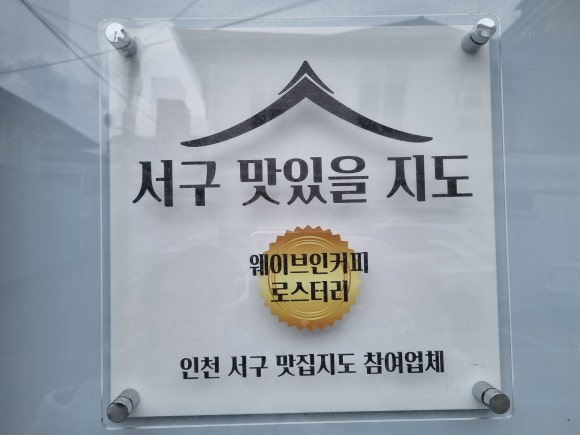 서구 맛있을 지도
웨이브인커피
로스터리
인천 서구 맛집지도 참여업체